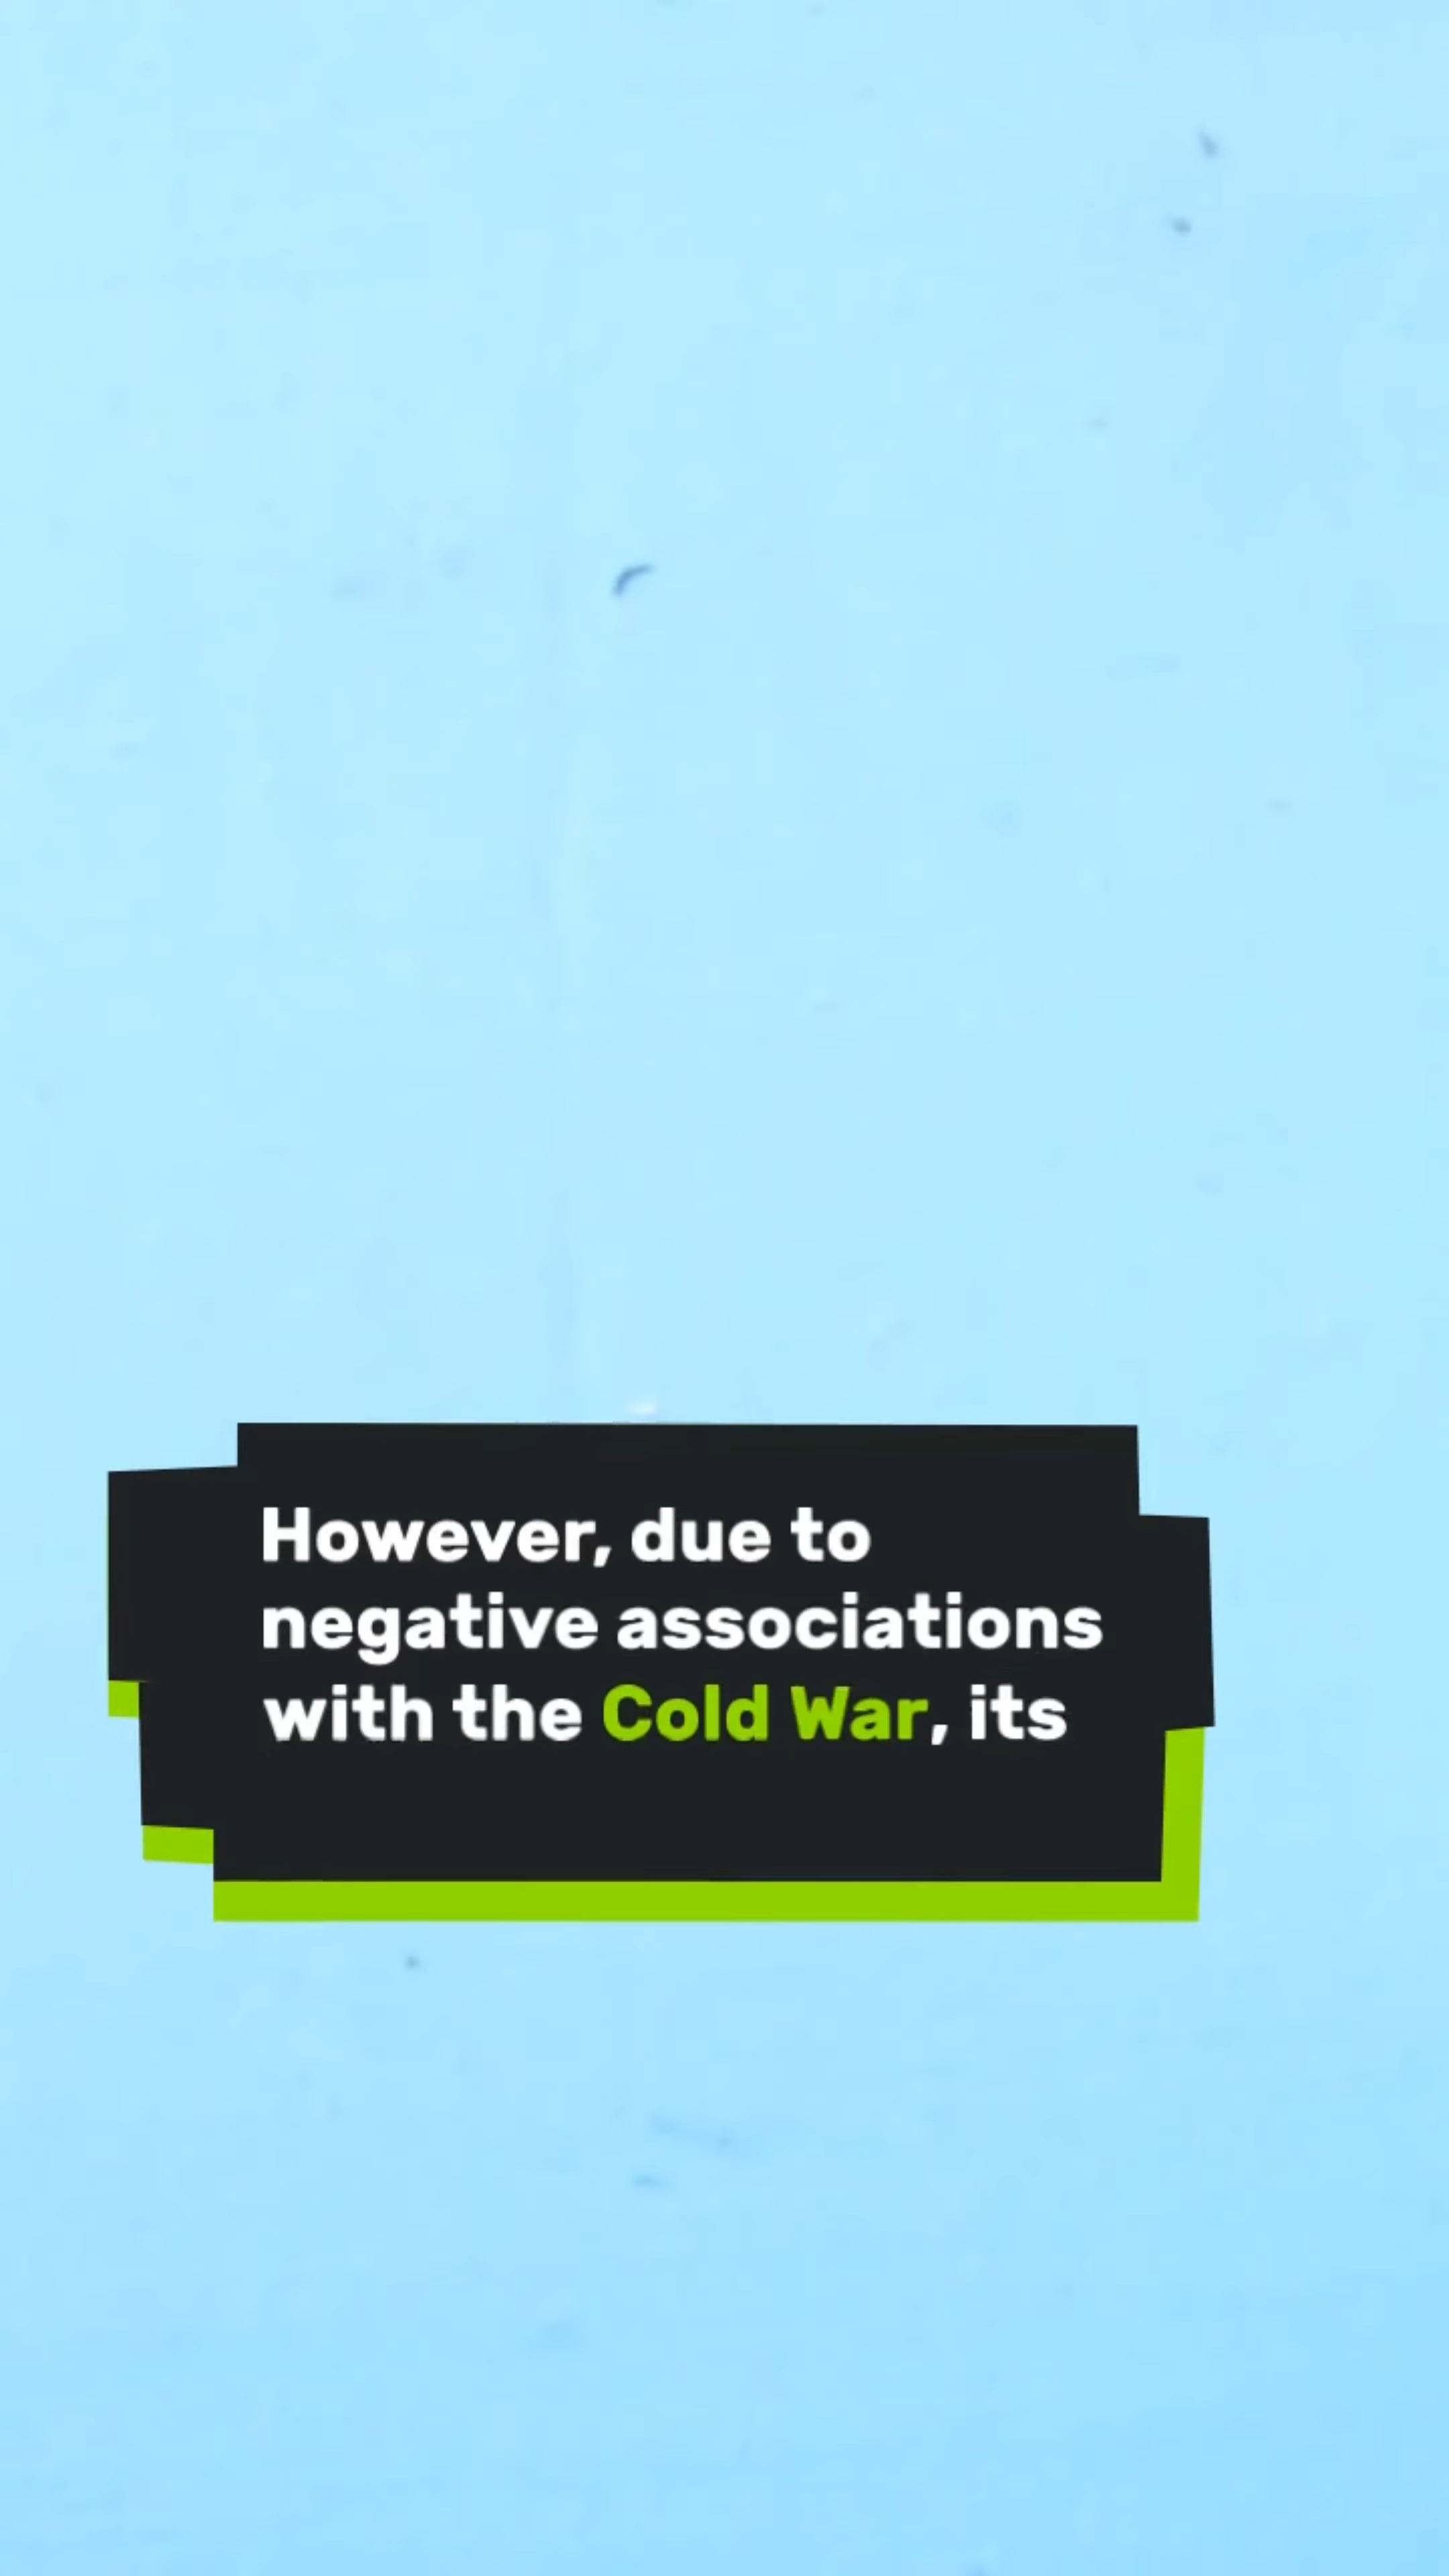 However, due to
negative associations
with the Cold War, its